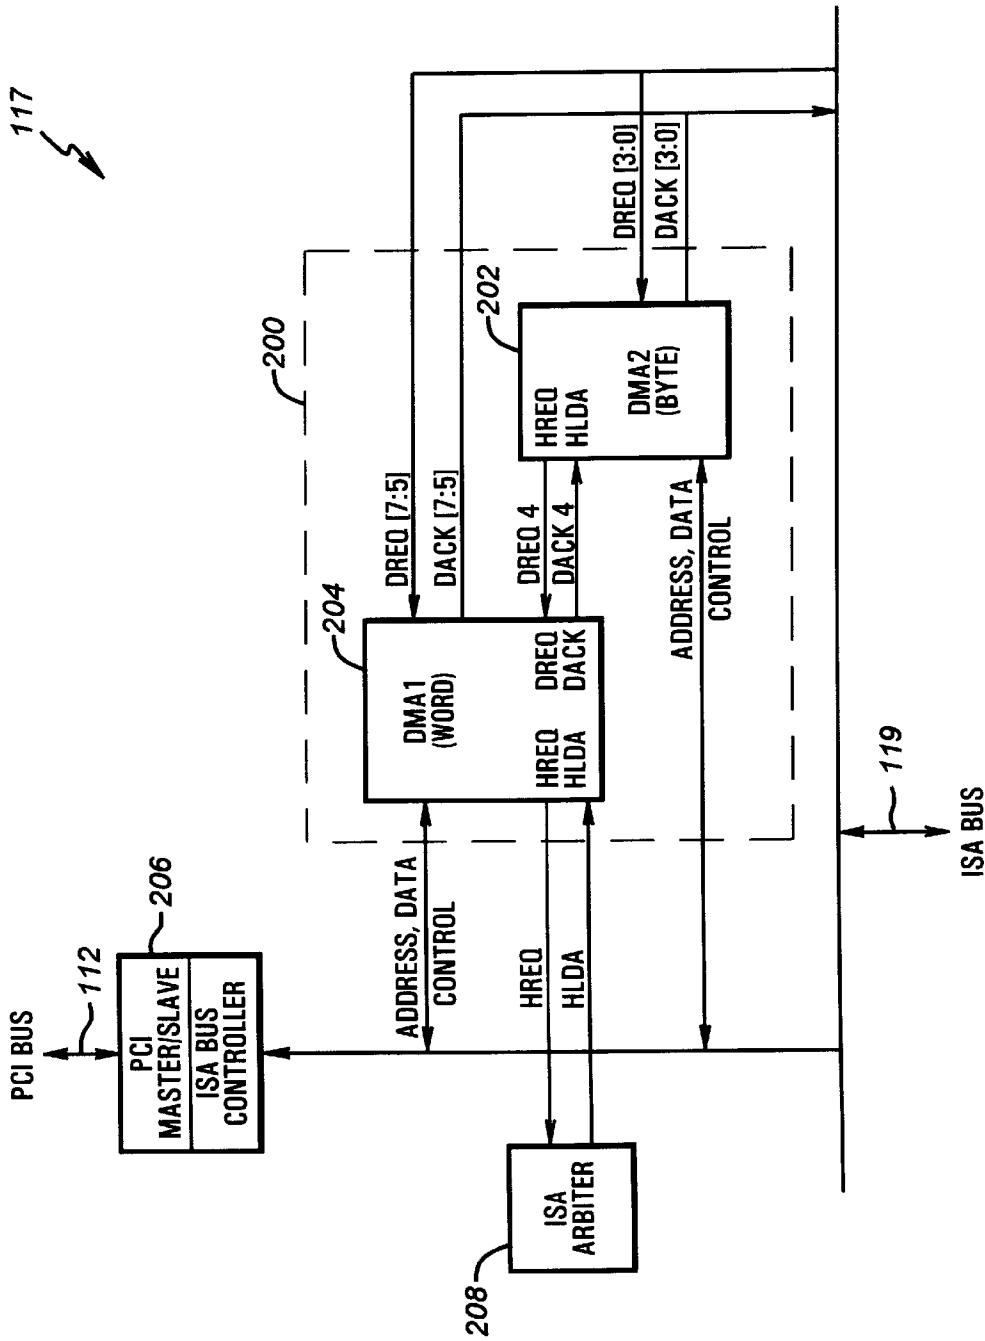 117
PCI BUS
112
206
PCI
MASTER/SLAVE
ISA BUS
CONTROLLER
200
204
DMA1
(WORD)
HREQ
HLDA
DREQ
DACK
202
HREQ
HLDA
DMA2
(BYTE)
DREQ [7:5]
DACK [7:5]
DREQ 4
DACK 4
DREQ [3:0]
DACK [3:0]
ADDRESS, DATA
CONTROL
HREQ
HLDA
ADDRESS, DATA
CONTROL
ISA
ARBITER
208
119
ISA BUS